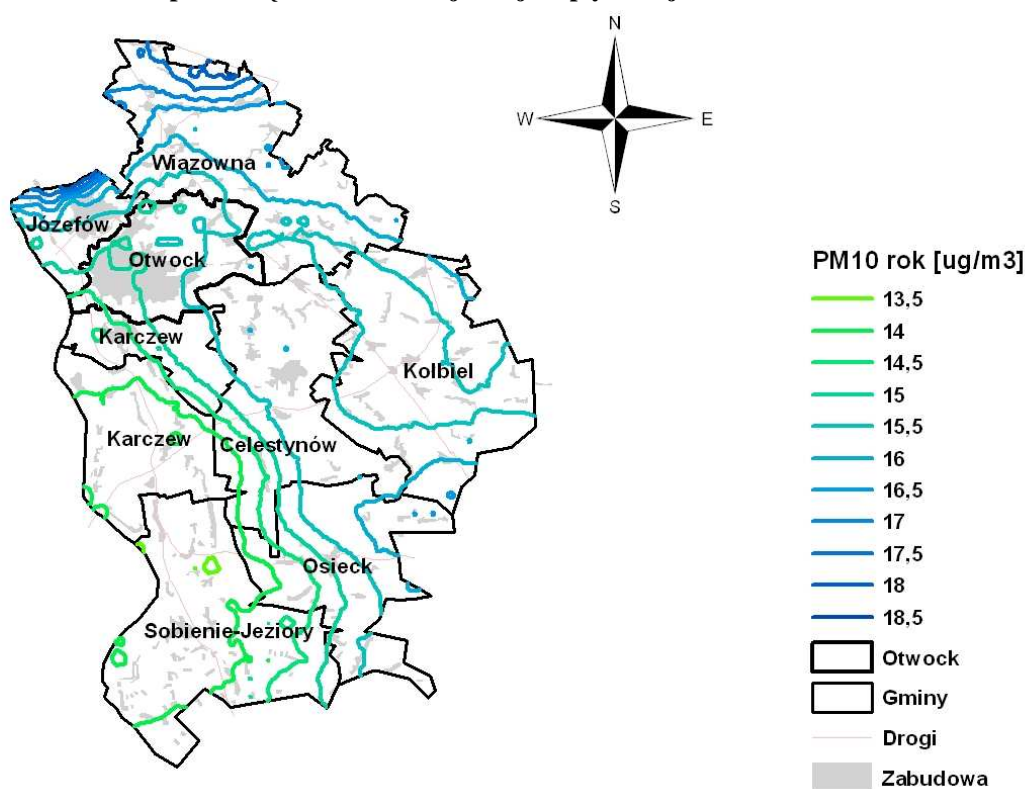 N
W
E
S
Wiązowna
Józefów
Otwock
Karczew
Kolbiel
Karczew
Celestynów
Osieck
Sobienie-Jeziory
PM10 rok [ug/m3]
13,5
14
14,5
15
15,5
16
16,5
17
17,5
18
18,5
Otwock
Gminy
Drogi
Zabudowa